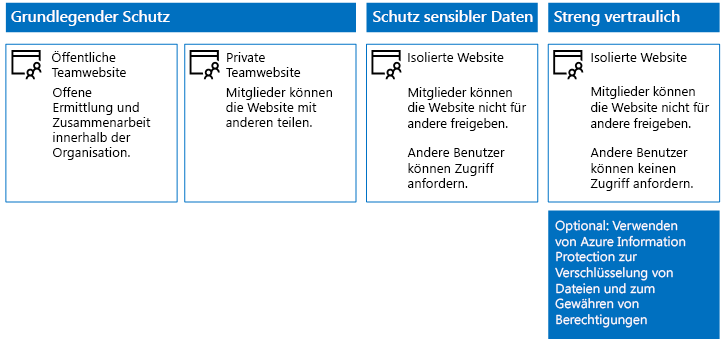 Grundlegender Schutz
Öffentliche
Teamwebsite
Offene
Ermittlung und
Zusammenarbeit
innerhalb der
Organisation.
Private
Teamwebsite
Mitglieder können
die Website mit
anderen teilen.
Schutz sensibler Daten
Isolierte Website
Mitglieder können
die Website nicht für
andere freigeben.
Andere Benutzer
können Zugriff
anfordern.
Streng vertraulich
Isolierte Website
Mitglieder können
die Website nicht für
andere freigeben.
Andere Benutzer
können keinen
Zugriff anfordern.
Optional: Verwenden
von Azure Information
Protection zur
Verschlüsselung von
Dateien und zum
Gewähren von
Berechtigungen